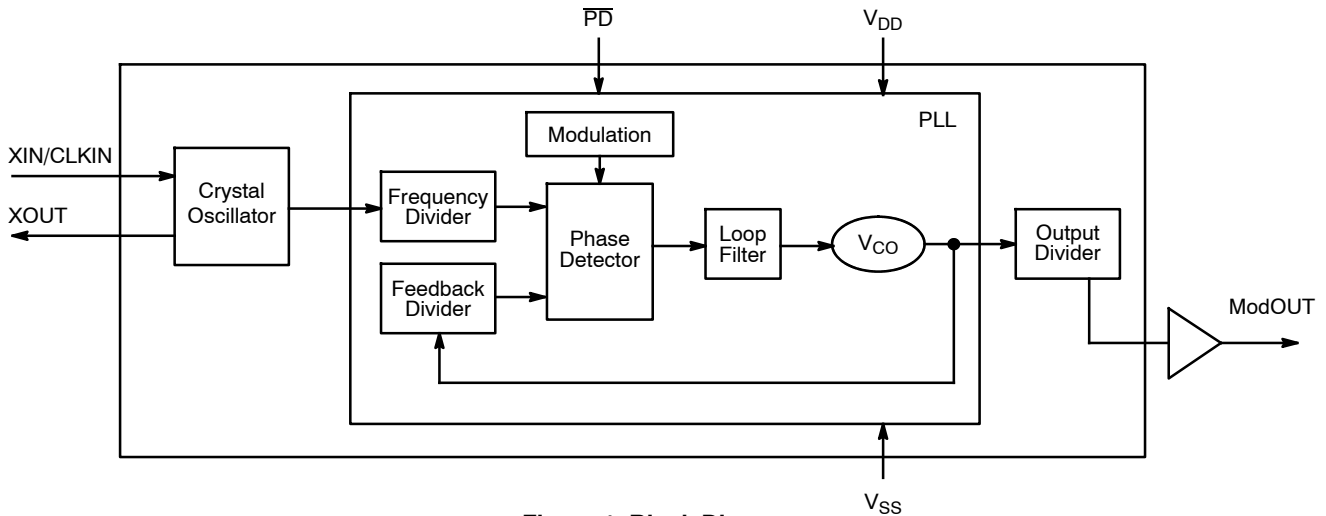 PD
VDD
PLL
Modulation
XIN/CLKIN
Crystal
Oscillator
XOUT
Frequency
Divider
Phase
Detector
Loop
Filter
VCO
Output
Divider
Feedback
Divider
ModOUT
VSS